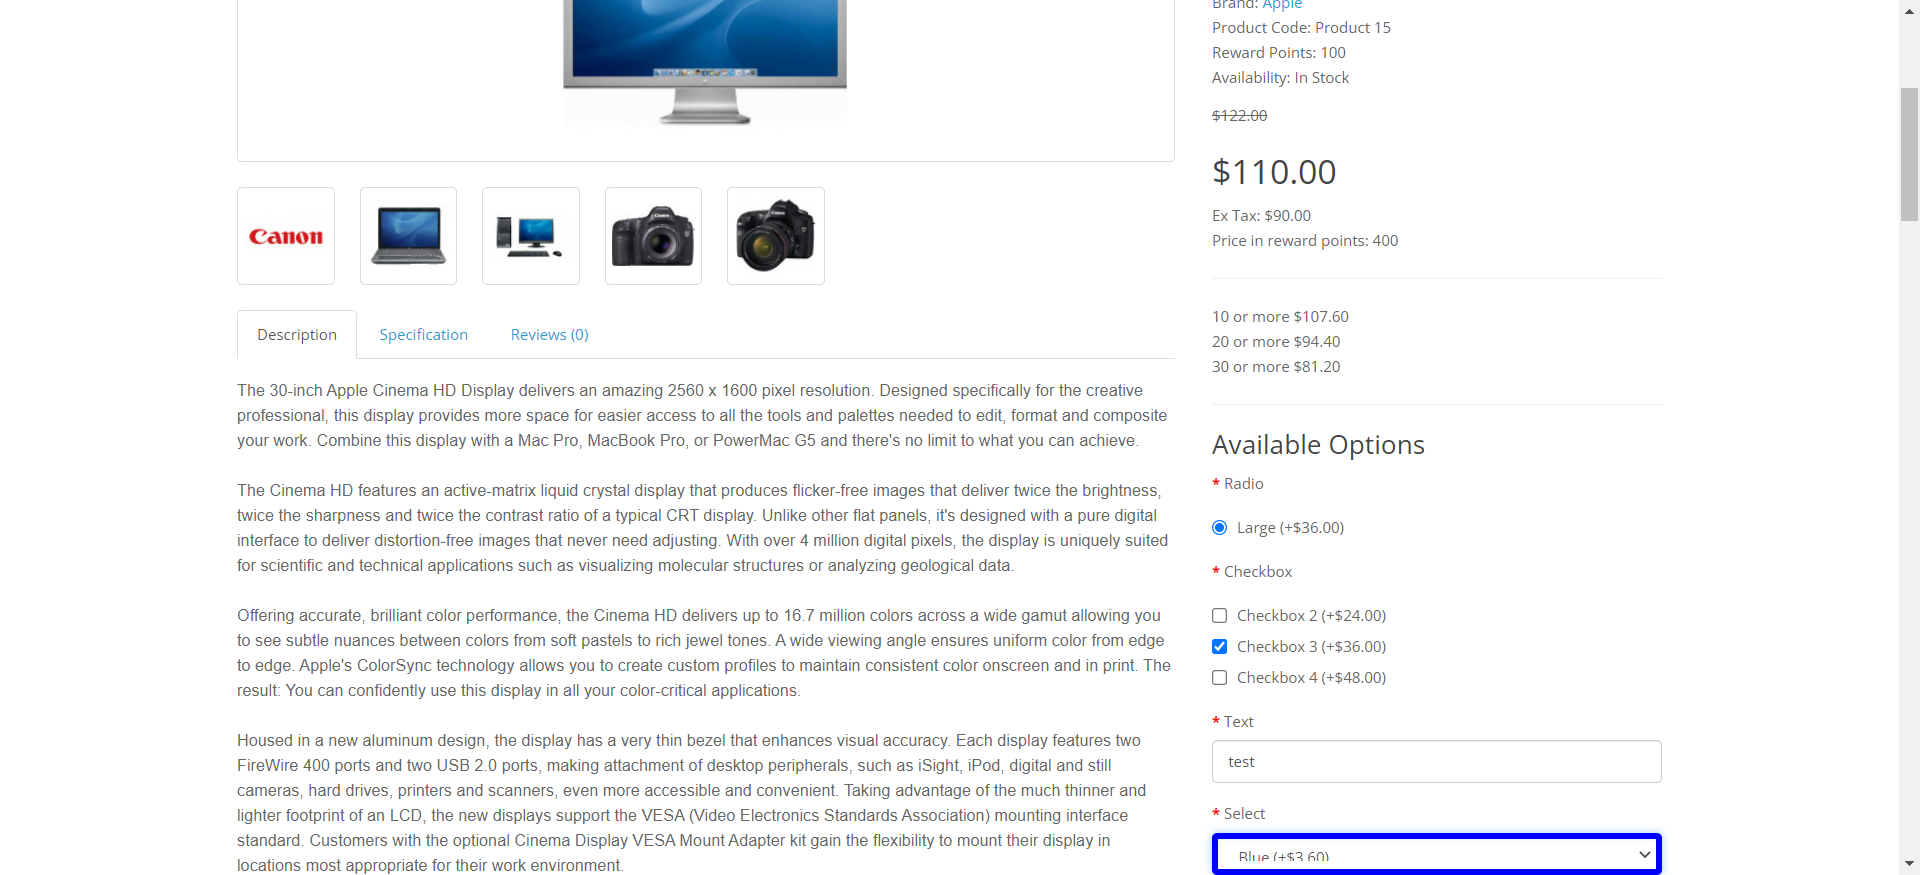 Brand: Apple
Product Code: Product 15
Reward Points: 100
Availability: In Stock
$122.00
$110.00
Ex Tax: $90.00
Price in reward points: 400
10 or more $107.60
20 or more $94.40
30 or more $81.20
Canon
Description
Specification
Reviews (0)
The 30-inch Apple Cinema HD Display delivers an amazing 2560 x 1600 pixel resolution. Designed specifically for the creative
professional, this display provides more space for easier access to all the tools and palettes needed to edit, format and composite
your work. Combine this display with a Mac Pro, MacBook Pro, or PowerMac G5 and there's no limit to what you can achieve.
The Cinema HD features an active-matrix liquid crystal display that produces flicker-free images that deliver twice the brightness,
twice the sharpness and twice the contrast ratio of a typical CRT display. Unlike other flat panels, it's designed with a pure digital
interface to deliver distortion-free images that never need adjusting. With over 4 million digital pixels, the display is uniquely suited
for scientific and technical applications such as visualizing molecular structures or analyzing geological data.
Offering accurate, brilliant color performance, the Cinema HD delivers up to 16.7 million colors across a wide gamut allowing you
to see subtle nuances between colors from soft pastels to rich jewel tones. A wide viewing angle ensures uniform color from edge
to edge. Apple's ColorSync technology allows you to create custom profiles to maintain consistent color onscreen and in print. The
result: You can confidently use this display in all your color-critical applications.
Housed in a new aluminum design, the display has a very thin bezel that enhances visual accuracy. Each display features two
FireWire 400 ports and two USB 2.0 ports, making attachment of desktop peripherals, such as iSight, iPod, digital and still
cameras, hard drives, printers and scanners, even more accessible and convenient. Taking advantage of the much thinner and
lighter footprint of an LCD, the new displays support the VESA (Video Electronics Standards Association) mounting interface
standard. Customers with the optional Cinema Display VESA Mount Adapter kit gain the flexibility to mount their display in
locations most appropriate for their work environment.
Available Options
* Radio
Large (+$36.00)
* Checkbox
Checkbox 2 (+$24.00)
Checkbox 3 (+$36.00)
Checkbox 4 (+$48.00)
* Text
test
* Select
Blue (+$3.60)